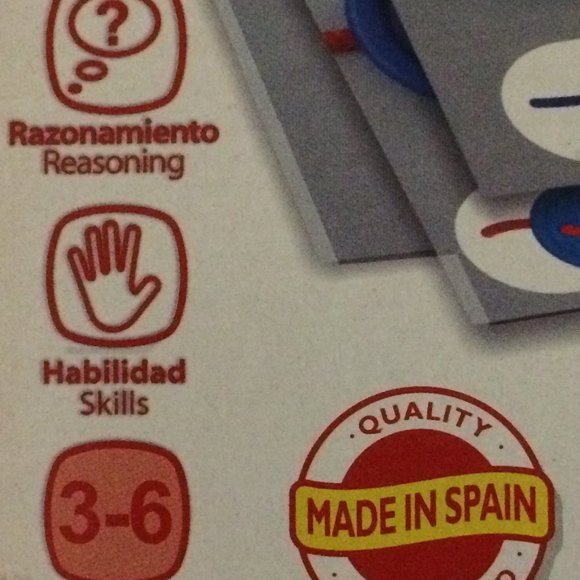 ?
Razonamiento
Reasoning
Habilidad
Skills
3-6
· QUALITY ·
MADE IN SPAIN